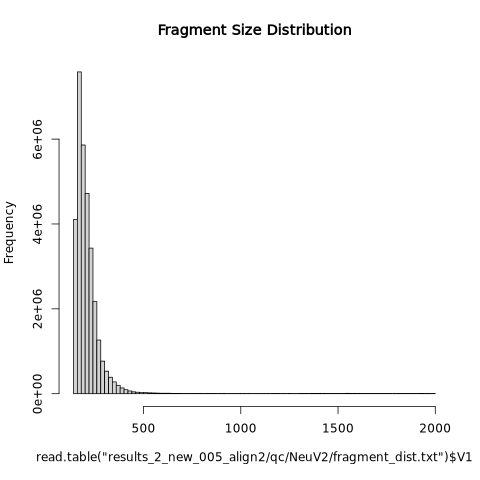 Fragment Size Distribution
Frequency
6e+06
4e+06
2e+06
0e+00
500
1000
1500
2000
read.table("results_2_new_005_align2/qc/NeuV2/fragment_dist.txt")$V1